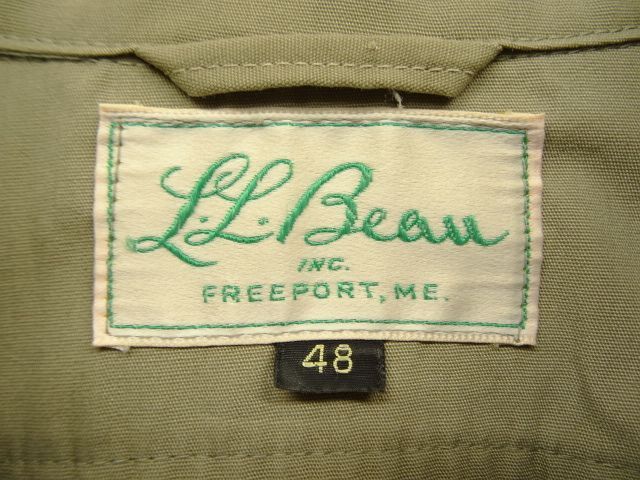 L.L. Bean
INC.
FREEPORT, ME.
48